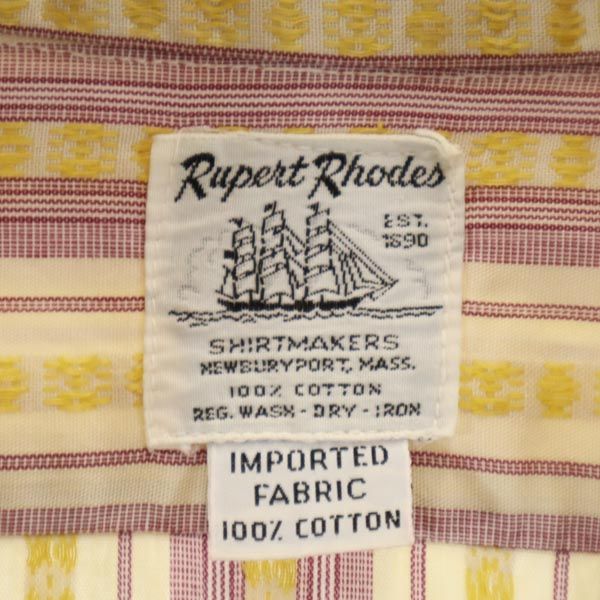 Rupert Rhodes
EST.
1890
SHIRTMAKERS
NEWBURYPORT, MASS.
100% COTTON
REG. WASH - DRY - IRON
IMPORTED
FABRIC
100% COTTON